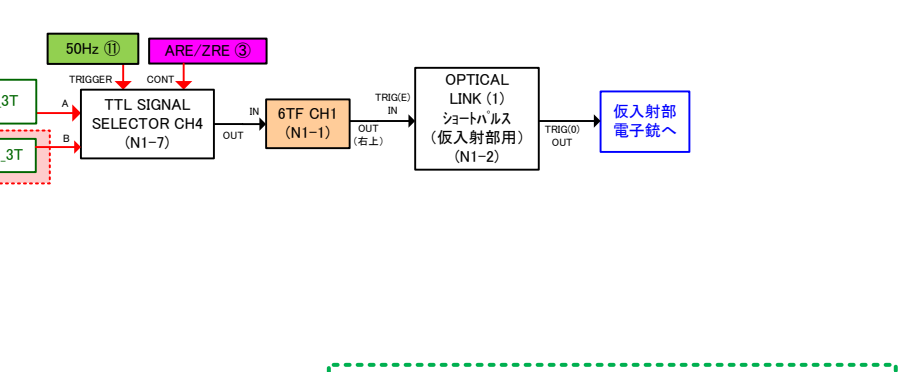 50Hz ⑪
ARE/ZRE ③
TRIGGER
CONT
_3T
A
TTL SIGNAL
SELECTOR CH4
(N1-7)
B
_3T
OUT
IN
6TF CH1
(N1-1)
OUT
(右上)
TRIG(E)
IN
OPTICAL
LINK (1)
ショートパルス
(仮入射部用)
(N1-2)
TRIG(O)
OUT
仮入射部
電子銃へ